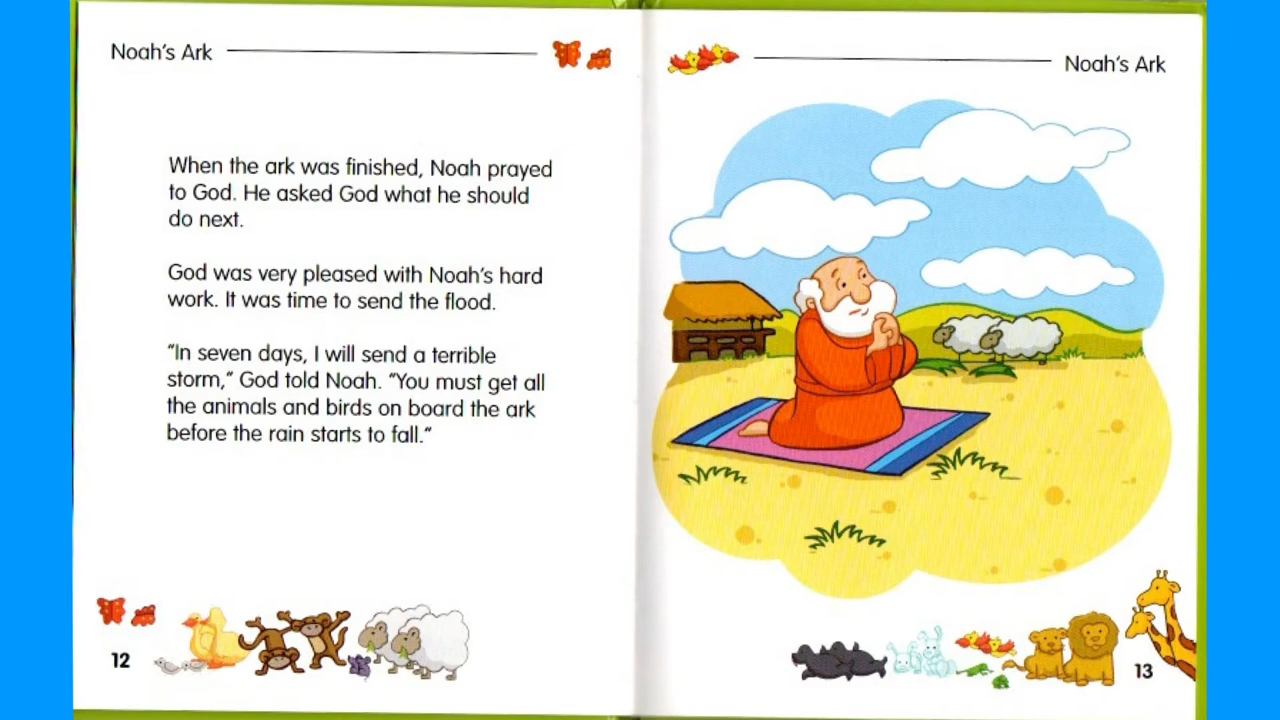 Noah's Ark
When the ark was finished, Noah prayed
to God. He asked God what he should
do next.
God was very pleased with Noah's hard
work. It was time to send the flood.
"In seven days, I will send a terrible
storm," God told Noah. "You must get all
the animals and birds on board the ark
before the rain starts to fall."
12
Noah's Ark
13